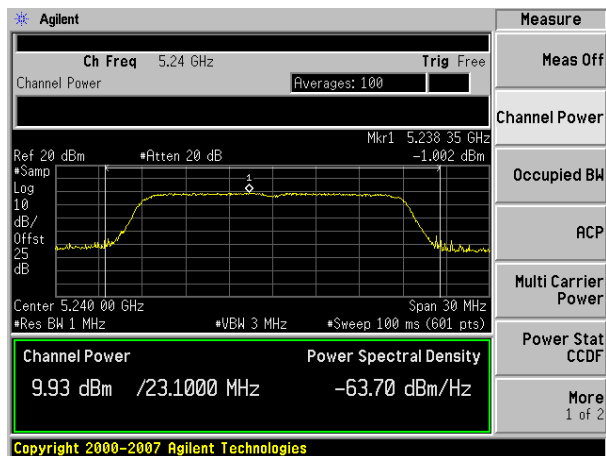 Agilent
Measure
Ch Freq 5.24 GHz Trig Free
Channel Power Averages: 100
Meas Off
Channel Power
Occupied BW
ACP
Multi Carrier
Power
Power Stat
CCDF
More
1 of 2
Mkr1 5.238 35 GHz
Ref 20 dBm #Atten 20 dB -1.002 dBm
#Samp
Log
10
dB/
Offst
25
dB
1
Center 5.240 00 GHz Span 30 MHz
#Res BW 1 MHz #VBW 3 MHz #Sweep 100 ms (601 pts)
Channel Power Power Spectral Density
9.93 dBm /23.1000 MHz -63.70 dBm/Hz
Copyright 2000-2007 Agilent Technologies